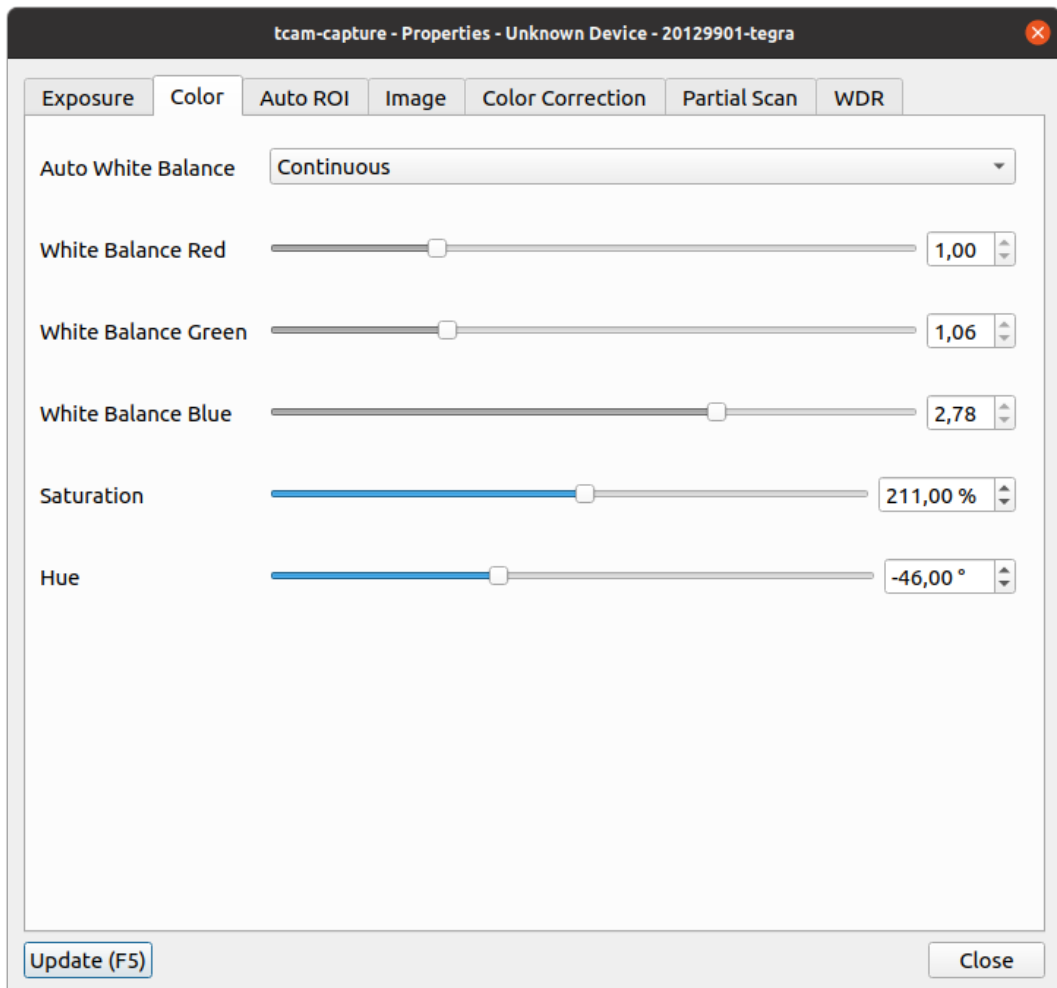 tcam-capture - Properties - Unknown Device - 20129901-tegra
Exposure Color Auto ROI Image Color Correction Partial Scan WDR
Auto White Balance Continuous
White Balance Red 1,00
White Balance Green 1,06
White Balance Blue 2,78
Saturation 211,00 %
Hue -46,00 °
Update (F5) Close